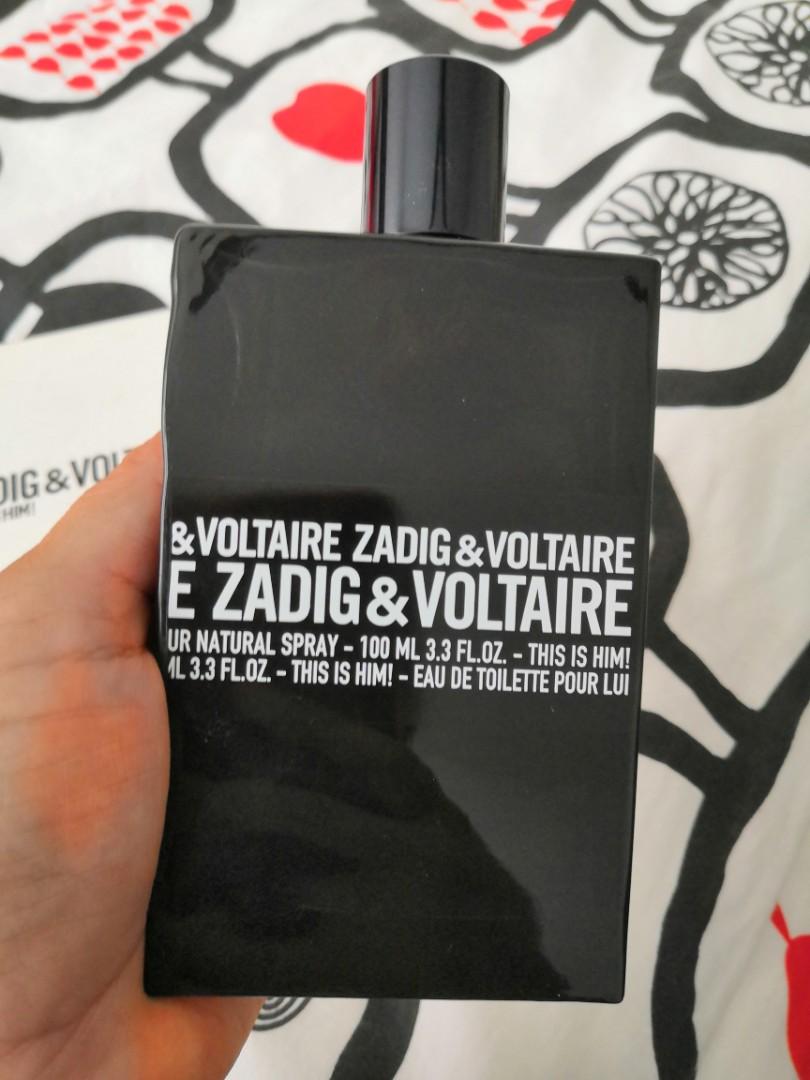 &VOLTAIRE ZADIG&VOLTAIRE
E ZADIG&VOLTAIRE
UR NATURAL SPRAY - 100 ML 3.3 FL.OZ. - THIS IS HIM!
ML 3.3 FL.OZ. - THIS IS HIM! - EAU DE TOILETTE POUR LUI
DIG&VOLT
HIM!